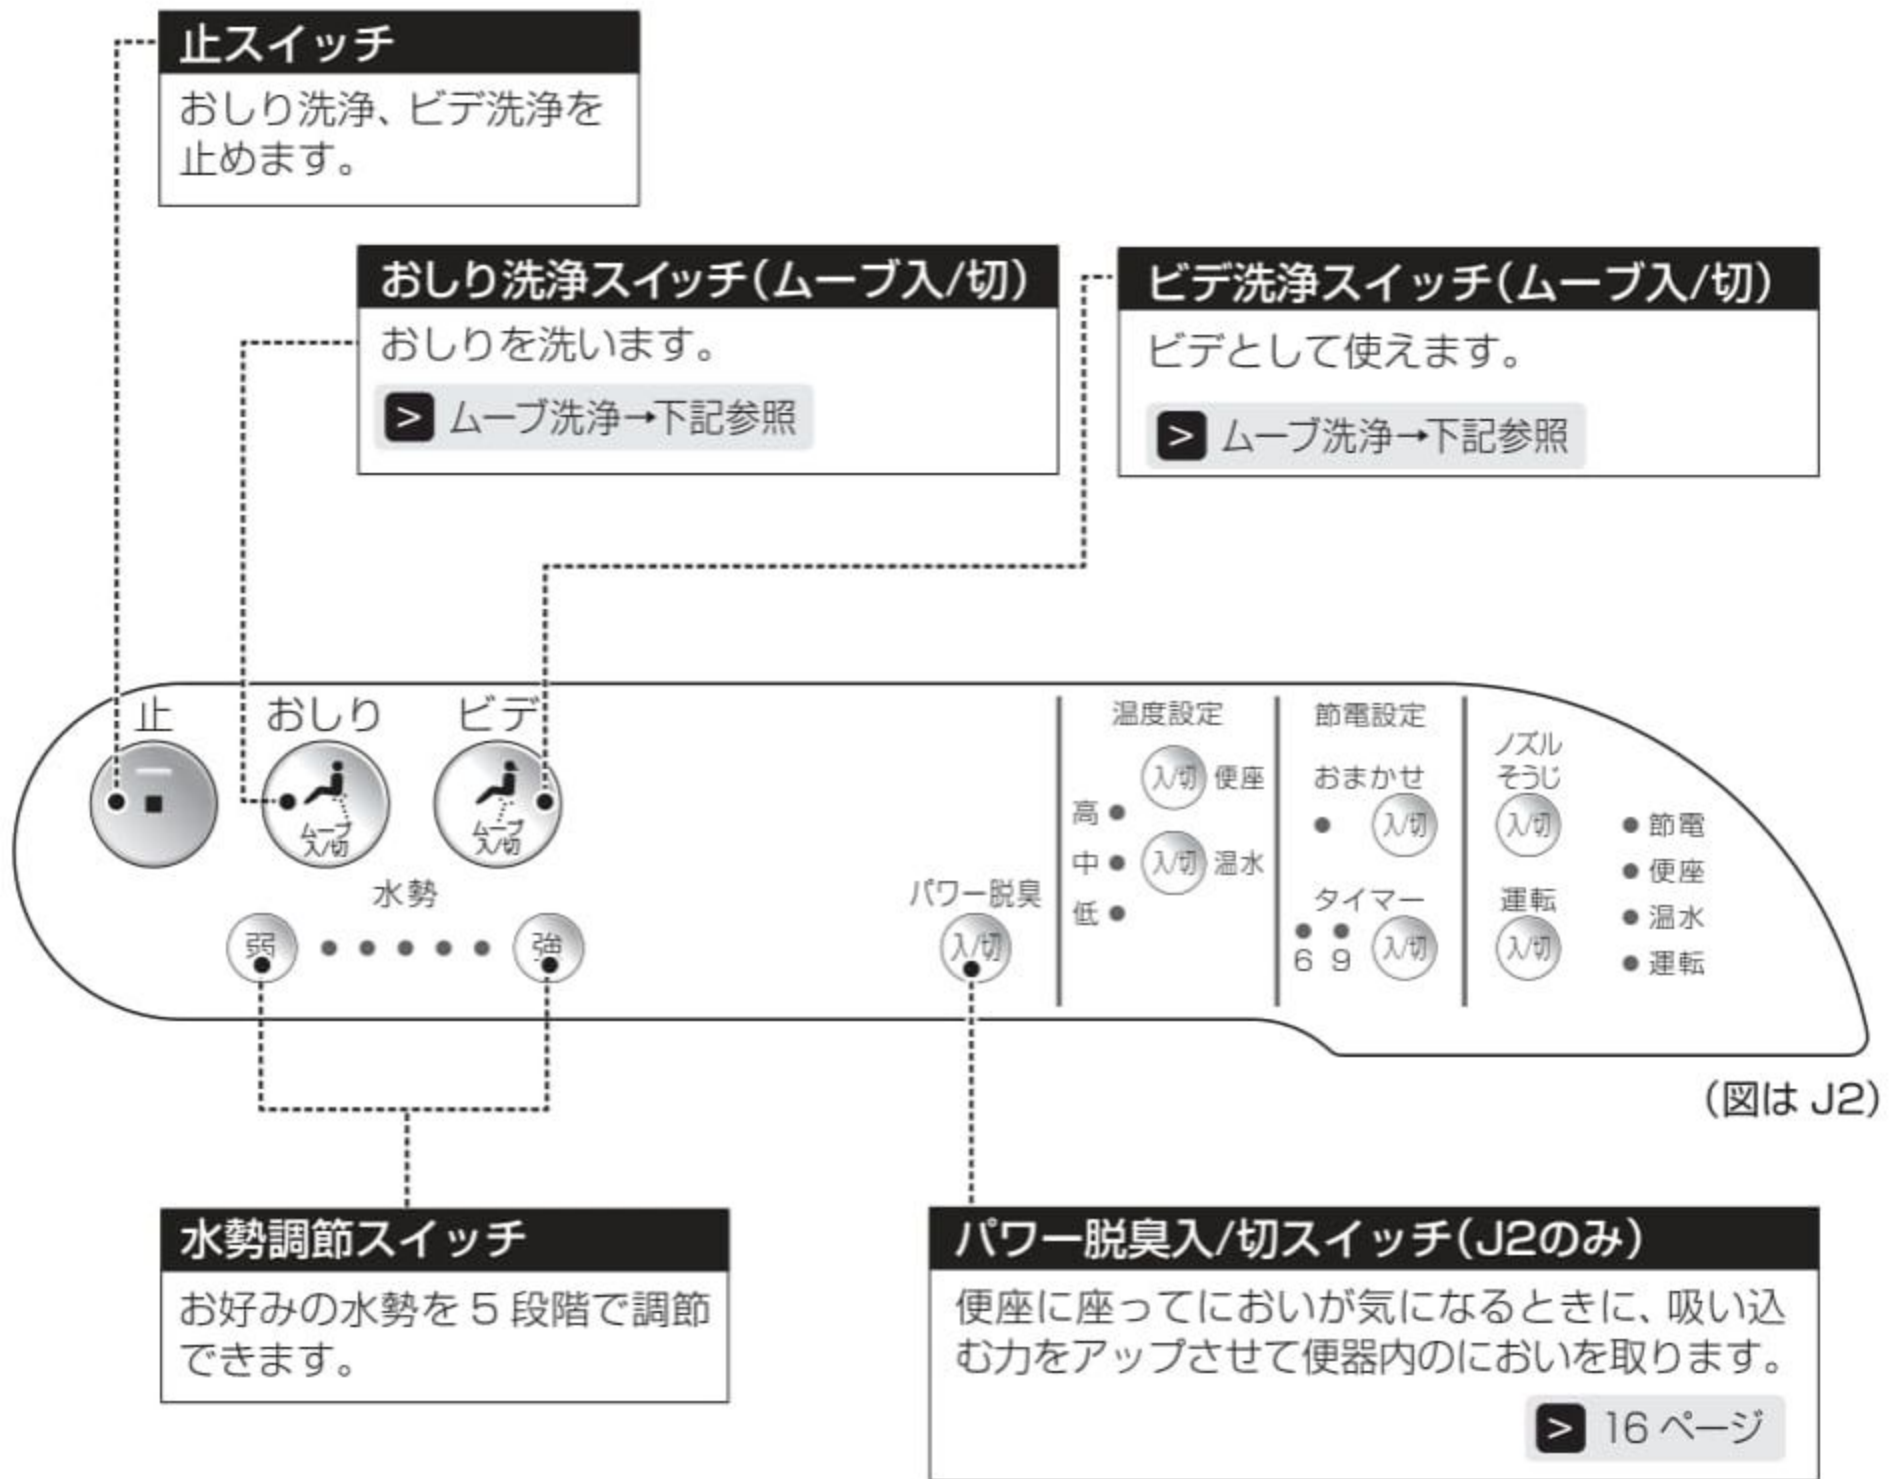 止スイッチ
おしり洗浄、ビデ洗浄を
止めます。
おしり洗浄スイッチ(ムーブ入/切)
おしりを洗います。
> ムーブ洗浄→下記参照
ビデ洗浄スイッチ(ムーブ入/切)
ビデとして使えます。
> ムーブ洗浄→下記参照
止
おしり
ビデ
ムーブ
入/切
ムーブ
入/切
水勢
弱
強
パワー脱臭
入/切
温度設定
入/切 便座
高
中
入/切 温水
低
節電設定
おまかせ
入/切
タイマー
6 9
入/切
ノズル
そうじ
入/切
運転
入/切
節電
便座
温水
運転
(図は J2)
水勢調節スイッチ
お好みの水勢を 5 段階で調節
できます。
パワー脱臭入/切スイッチ(J2のみ)
便座に座ってにおいが気になるときに、吸い込
む力をアップさせて便器内のにおいを取ります。
> 16 ページ